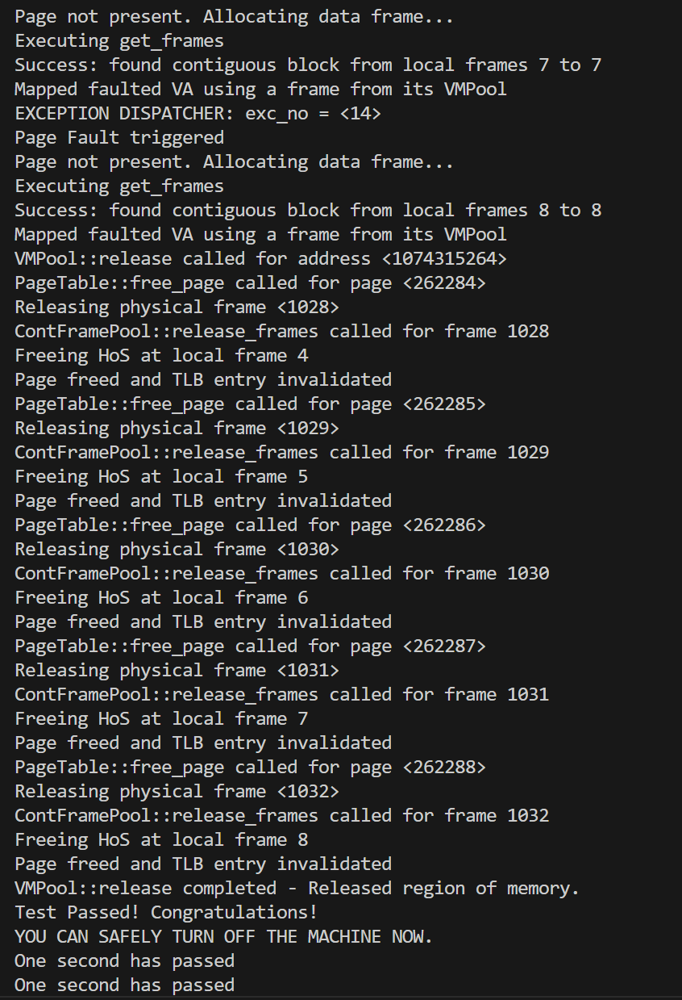 Page not present. Allocating data frame...
Executing get_frames
Success: found contiguous block from local frames 7 to 7
Mapped faulted VA using a frame from its VMPool
EXCEPTION DISPATCHER: exc_no = <14>
Page Fault triggered
Page not present. Allocating data frame...
Executing get_frames
Success: found contiguous block from local frames 8 to 8
Mapped faulted VA using a frame from its VMPool
VMPool::release called for address <1074315264>
PageTable::free_page called for page <262284>
Releasing physical frame <1028>
ContFramePool::release_frames called for frame 1028
Freeing HoS at local frame 4
Page freed and TLB entry invalidated
PageTable::free_page called for page <262285>
Releasing physical frame <1029>
ContFramePool::release_frames called for frame 1029
Freeing HoS at local frame 5
Page freed and TLB entry invalidated
PageTable::free_page called for page <262286>
Releasing physical frame <1030>
ContFramePool::release_frames called for frame 1030
Freeing HoS at local frame 6
Page freed and TLB entry invalidated
PageTable::free_page called for page <262287>
Releasing physical frame <1031>
ContFramePool::release_frames called for frame 1031
Freeing HoS at local frame 7
Page freed and TLB entry invalidated
PageTable::free_page called for page <262288>
Releasing physical frame <1032>
ContFramePool::release_frames called for frame 1032
Freeing HoS at local frame 8
Page freed and TLB entry invalidated
VMPool::release completed - Released region of memory.
Test Passed! Congratulations!
YOU CAN SAFELY TURN OFF THE MACHINE NOW.
One second has passed
One second has passed